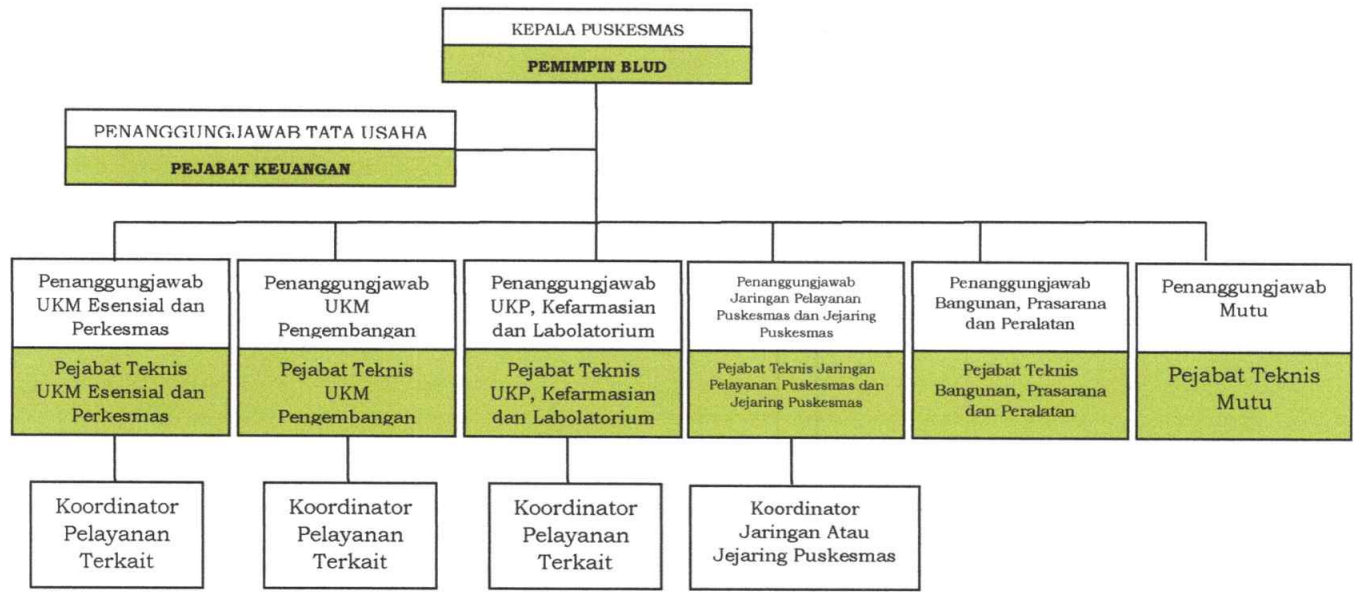 KEPALA PUSKESMAS
PEMIMPIN BLUD
PENANGGUNGJAWAB TATA USAHA
PEJABAT KEUANGAN
Penanggungjawab
UKM Esensial dan
Perkesmas
Pejabat Teknis
UKM Esensial dan
Perkesmas
Penanggungjawab
UKM
Pengembangan
Pejabat Teknis
UKM
Pengembangan
Penanggungjawab
UKP, Kefarmasian
dan Labolatorium
Pejabat Teknis
UKP, Kefarmasian
dan Labolatorium
Penanggungjawab
Jaringan Pelayanan
Puskesmas dan Jejaring
Puskesmas
Pejabat Teknis Jaringan
Pelayanan Puskesmas dan
Jejaring Puskesmas
Penanggungjawab
Bangunan, Prasarana
dan Peralatan
Pejabat Teknis
Bangunan, Prasarana
dan Peralatan
Penanggungjawab
Mutu
Pejabat Teknis
Mutu
Koordinator
Pelayanan
Terkait
Koordinator
Pelayanan
Terkait
Koordinator
Pelayanan
Terkait
Koordinator
Jaringan Atau
Jejaring Puskesmas